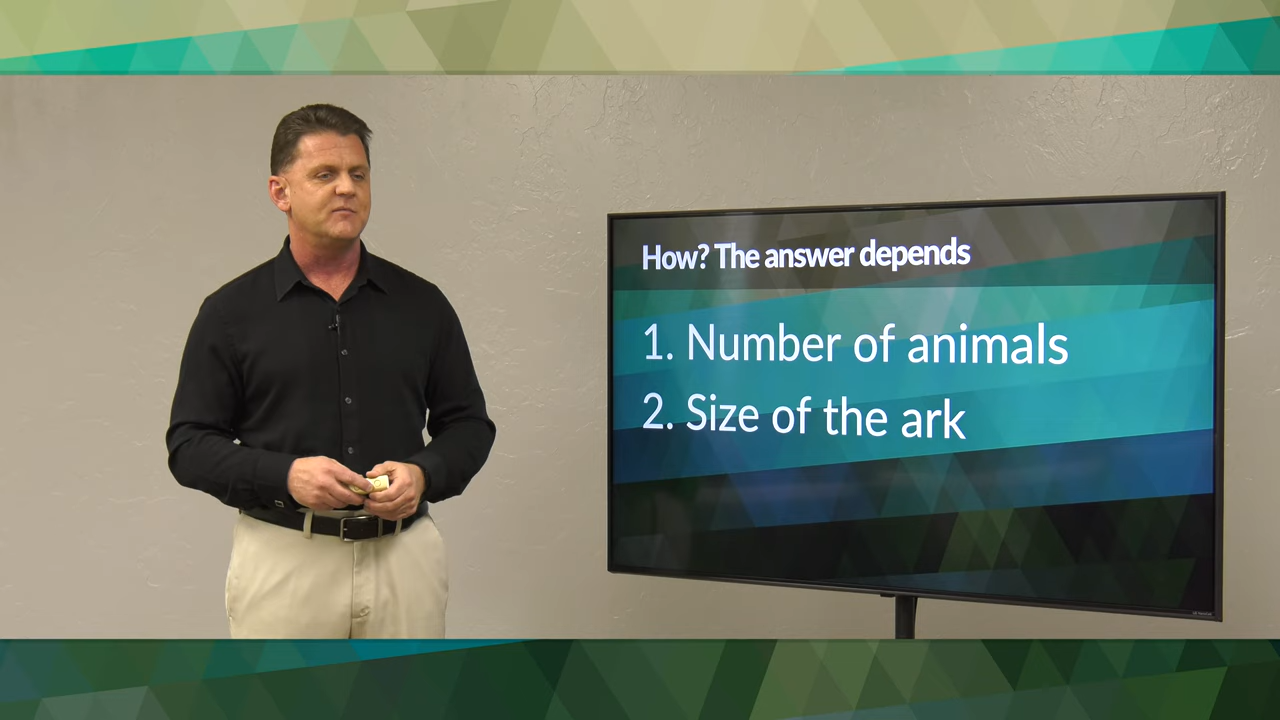 How? The answer depends
1. Number of animals
2. Size of the ark